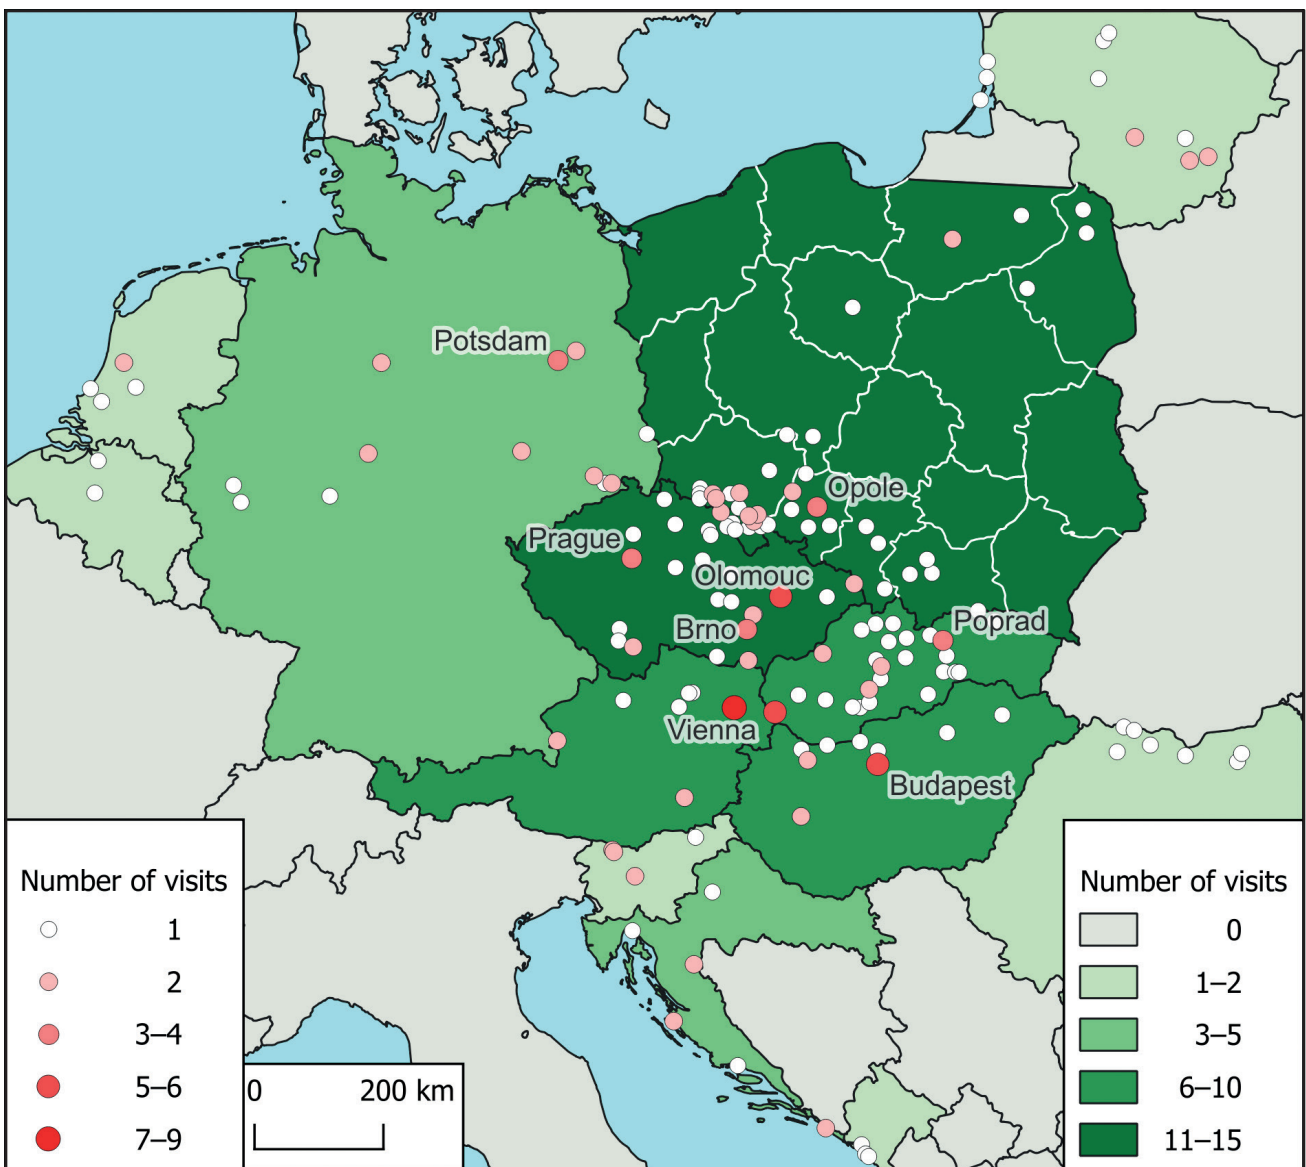 Potsdam
Opole
Prague
Olomouc
Brno
Poprad
Vienna
Budapest
Number of visits
1
2
3–4
5–6
7–9
0 200 km
Number of visits
0
1–2
3–5
6–10
11–15